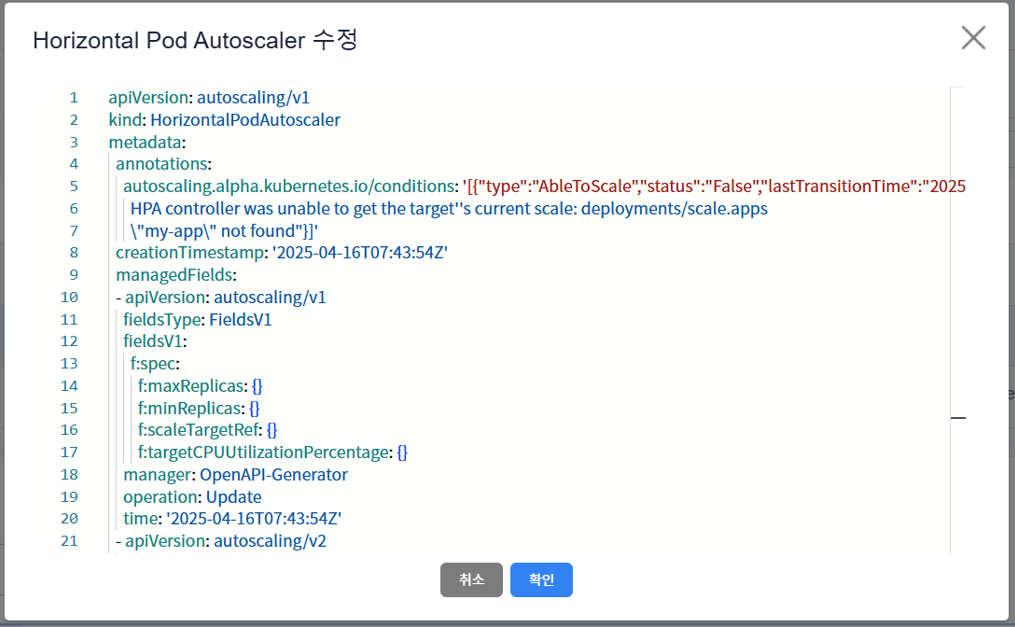 Horizontal Pod Autoscaler 수정
1 apiVersion: autoscaling/v1
2 kind: HorizontalPodAutoscaler
3 metadata:
4 annotations:
5 autoscaling.alpha.kubernetes.io/conditions: '[{"type":"AbleToScale","status":"False","lastTransitionTime":"2025
6 HPA controller was unable to get the target''s current scale: deployments/scale.apps
7 \"my-app\" not found"}]'
8 creationTimestamp: '2025-04-16T07:43:54Z'
9 managedFields:
10 - apiVersion: autoscaling/v1
11 fieldsType: FieldsV1
12 fieldsV1:
13 f:spec:
14 f:maxReplicas: {}
15 f:minReplicas: {}
16 f:scaleTargetRef: {}
17 f:targetCPUUtilizationPercentage: {}
18 manager: OpenAPI-Generator
19 operation: Update
20 time: '2025-04-16T07:43:54Z'
21 - apiVersion: autoscaling/v2
취소 확인